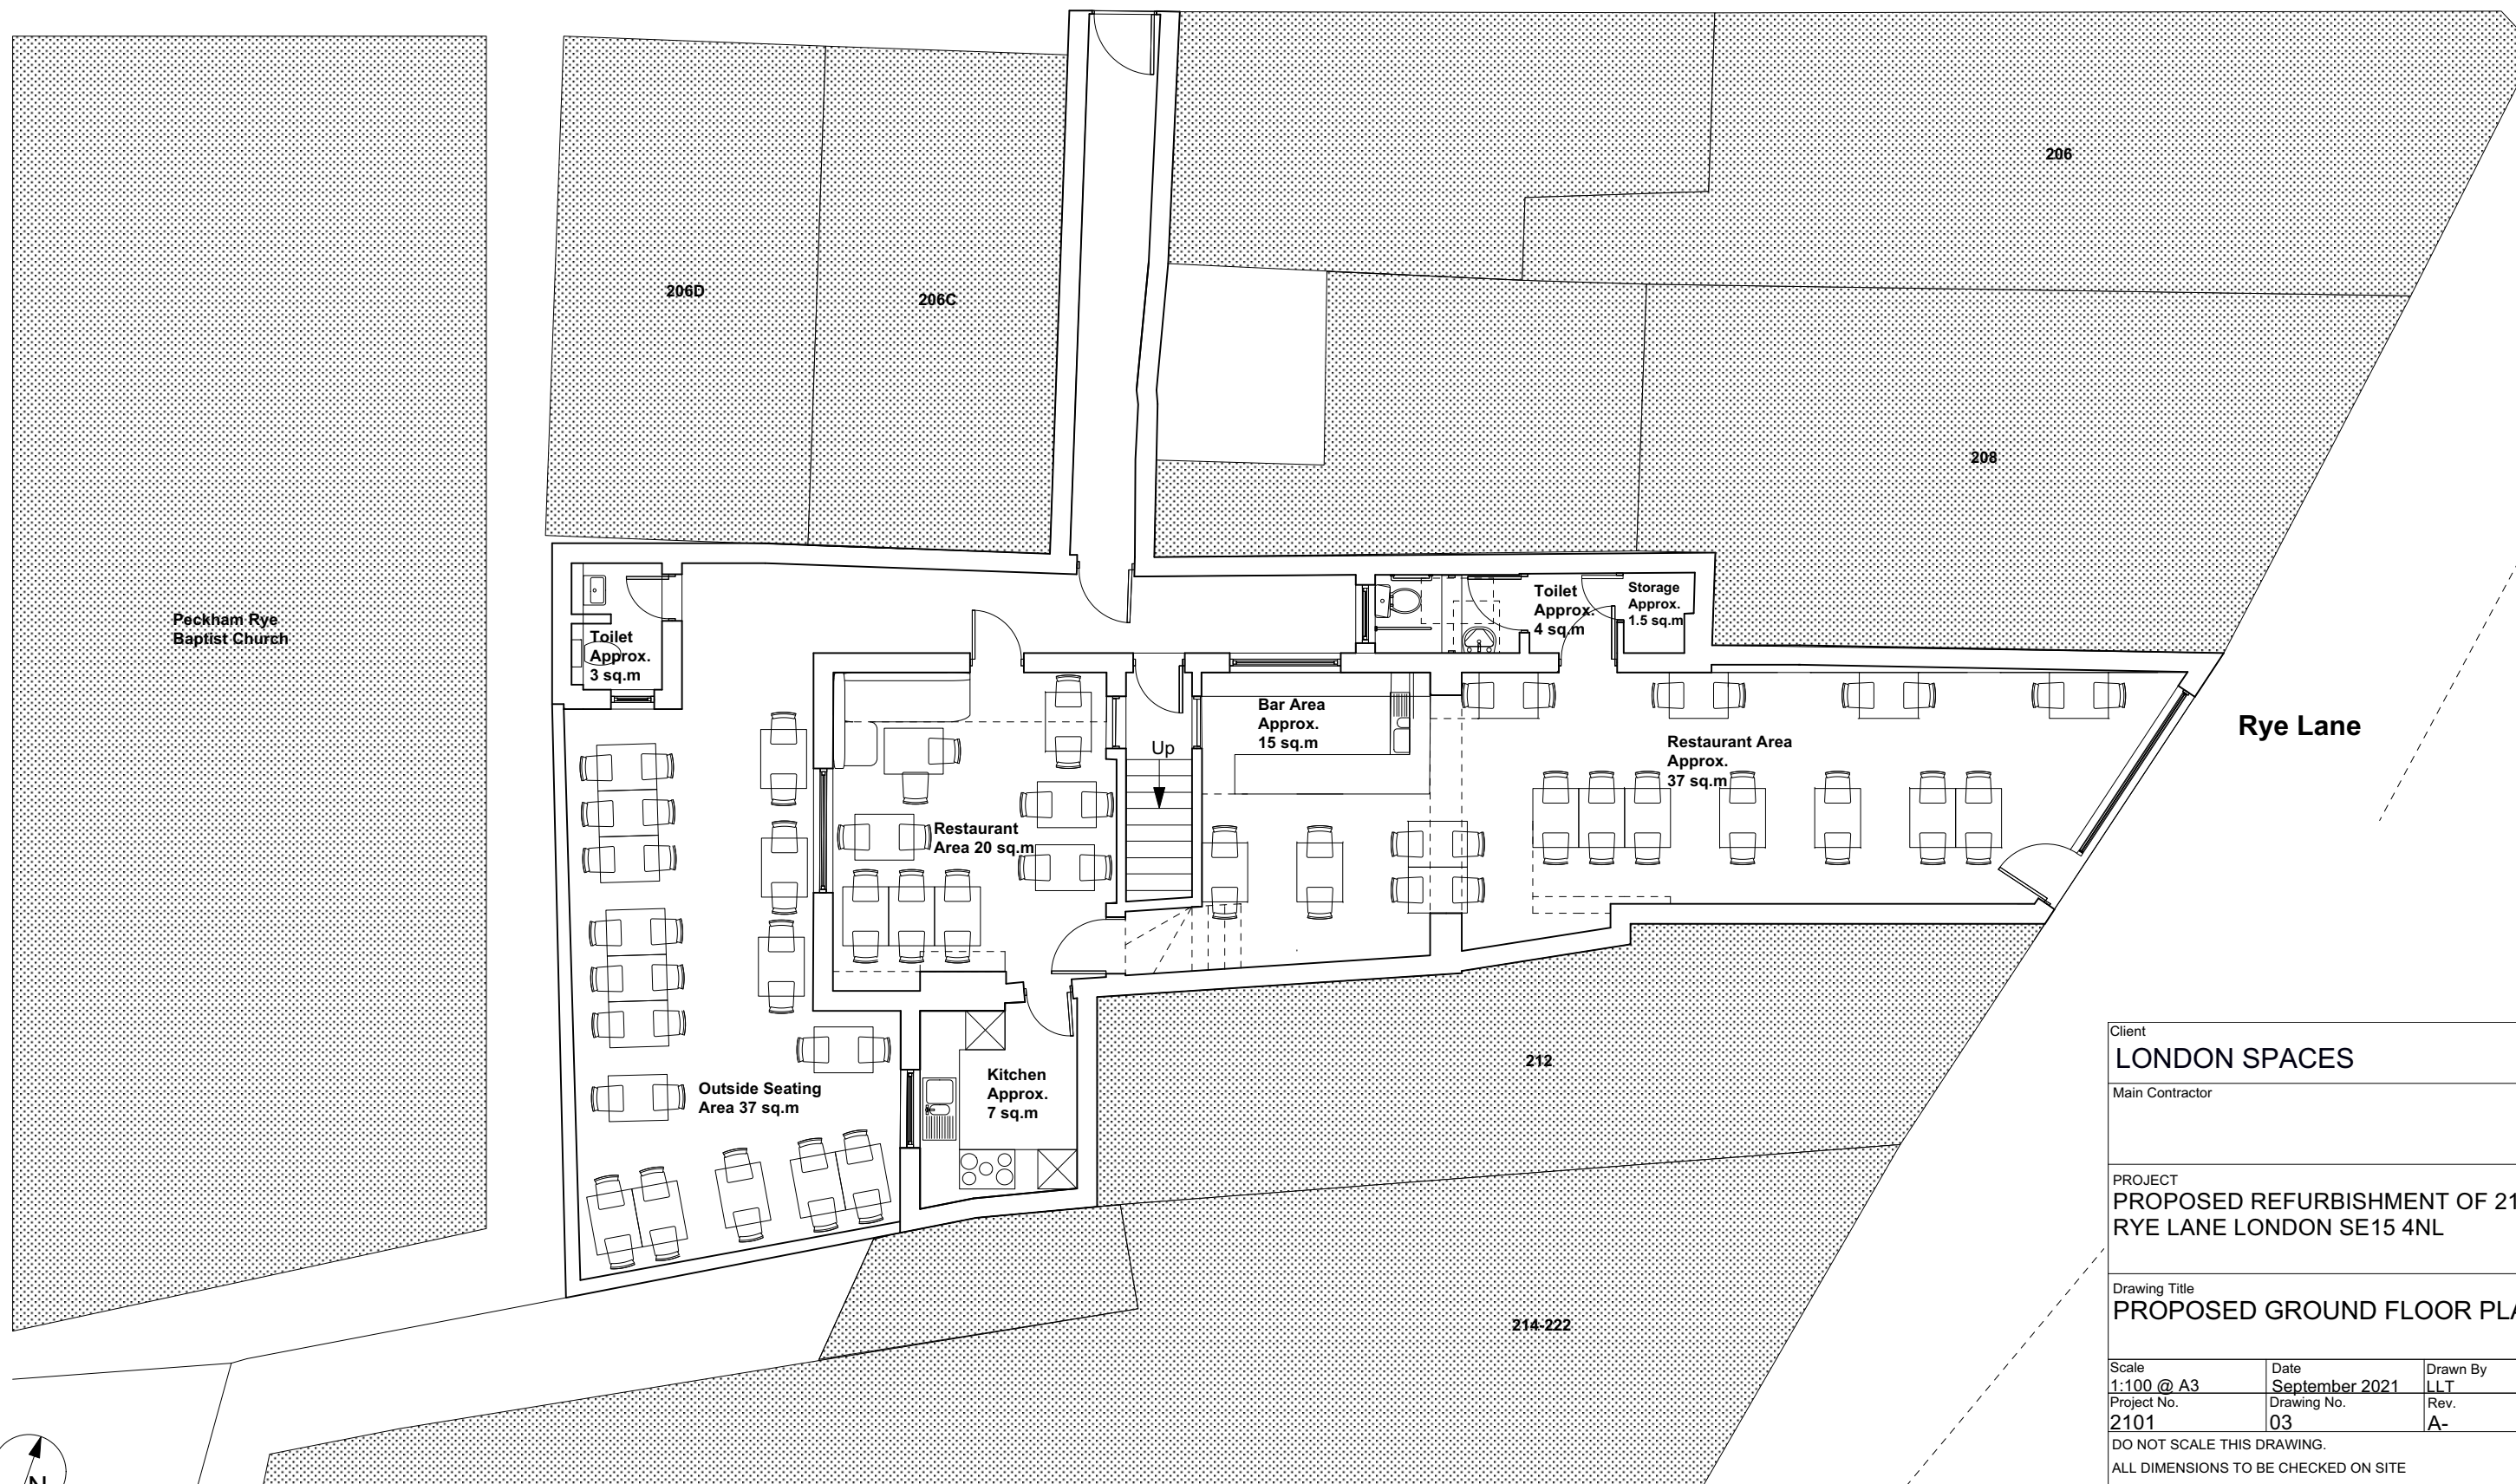 206
206D
206C
208
Peckham Rye
Baptist Church
Toilet
Approx.
3 sq.m
Toilet
Approx.
4 sq.m
Storage
Approx.
1.5 sq.m
Bar Area
Approx.
15 sq.m
Up
Restaurant Area
Approx.
37 sq.m
Rye Lane
Restaurant
Area 20 sq.m
Outside Seating
Area 37 sq.m
Kitchen
Approx.
7 sq.m
212
214-222
N
Client
LONDON SPACES
Main Contractor
PROJECT
PROPOSED REFURBISHMENT OF 21
RYE LANE LONDON SE15 4NL
Drawing Title
PROPOSED GROUND FLOOR PLA
Scale
1:100 @ A3
Date
September 2021
Drawn By
LLT
Project No.
2101
Drawing No.
03
Rev.
A-
DO NOT SCALE THIS DRAWING.
ALL DIMENSIONS TO BE CHECKED ON SITE